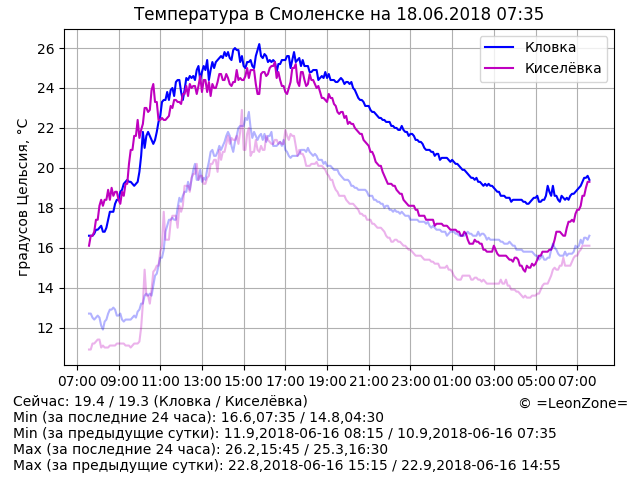 Температура в Смоленске на 18.06.2018 07:35
Кловка
Киселёвка
градусов Цельсия, °C
26
24
22
20
18
16
14
12
07:00 09:00 11:00 13:00 15:00 17:00 19:00 21:00 23:00 01:00 03:00 05:00 07:00
Сейчас: 19.4 / 19.3 (Кловка / Киселёвка)
© =LeonZone=
Min (за последние 24 часа): 16.6,07:35 / 14.8,04:30
Min (за предыдущие сутки): 11.9,2018-06-16 08:15 / 10.9,2018-06-16 07:35
Max (за последние 24 часа): 26.2,15:45 / 25.3,16:30
Max (за предыдущие сутки): 22.8,2018-06-16 15:15 / 22.9,2018-06-16 14:55